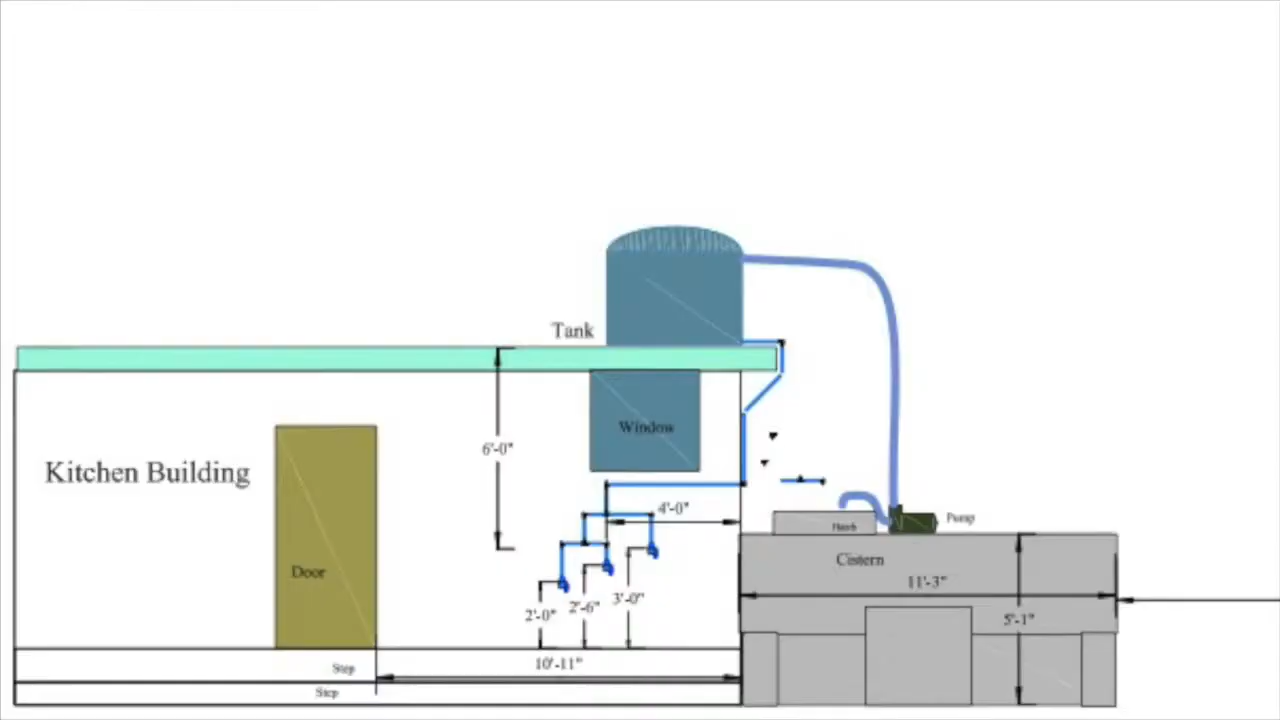 Tank
Window
6'-0"
Kitchen Building
4'-0"
Hatch
Pump
Cistern
Door
11'-3"
2'-0"
2'-6"
3'-0"
5'-1"
Step
10'-11"
Step